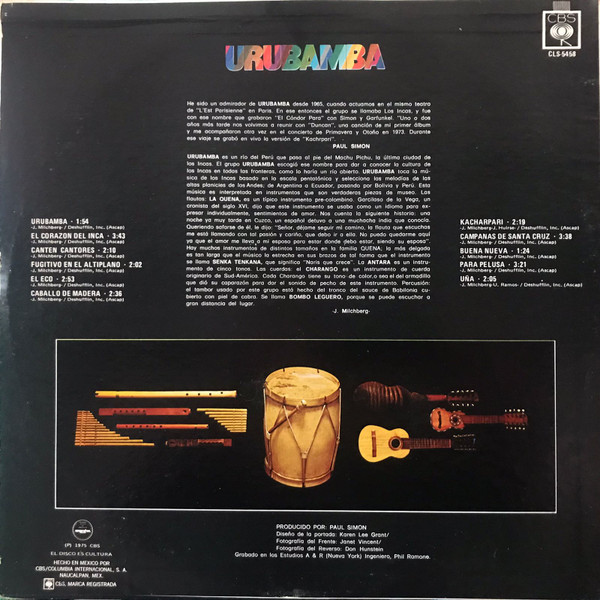 CBS
CLS-5458
URUBAMBA
He sido un admirador de URUBAMBA desde 1965, cuando actuamos en el mismo teatro
de "L'Est Parisienne" en Paris. En ese entonces el grupo se llamaba Los Incas, y fue
con ese nombre que grabaron "El Cóndor Pasa" con Simon y Garfunkel. "Uno o dos
años más tarde nos volvimos a reunir con "Duncan", una canción de mi primer álbum
y me acompañaron otra vez en el concierto de Primavera y Otoño en 1973. Durante
ese viaje se grabó en vivo la versión de "Kachrpari".
PAUL SIMON
URUBAMBA es un río del Perú que pasa al pie del Machu Pichu, la última ciudad de
los Incas. El grupo URUBAMBA escogió ese nombre para dar a conocer la cultura de
los Incas en todas las fronteras, como lo haría un río abierto. URUBAMBA toca la mú-
sica de los Incas basada en la escala pentatónica y selecciona las melodías de las
altas planicies de los Andes; de Argentina a Ecuador, pasando por Bolivia y Perú. Esta
música es interpretada en instrumentos que son verdaderas piezas de museo. Las
flautas: LA QUENA, es un típico instrumento pre-colombino. Garcilaso de la Vega, un
cronista del siglo XVI, dijo que este instrumento se usaba como un idioma para ex-
presar individualmente, sentimientos de amor. Nos cuenta la siguiente historia: una
noche ya muy tarde en Cuzco, un español detuvo a una muchacha india que conocía.
Queriendo salvarse de él, le dijo: "Señor, déjame seguir mi camino, la flauta que escuchas
me está llamando con tal pasión y cariño, que debo ir a ella. No puedo quedarme aquí
ya que el amor me lleva a mi esposo para estar donde debo estar, siendo su esposa".
Hay muchos instrumentos de distintos tamaños en la familia QUENA, la más delgada
es tan larga que el músico la estrecha en sus brazos de tal forma que el instrumento
se llama SENKA TENKANA, que significa "Naris que crece". La ANTARA es un instru-
mento de cinco tonos. Las cuerdas: el CHARANGO es un instrumento de cuerda
originario de Sud-América. Cada Charango tiene su tono de color, o sea el del armadillo
que dió su caparazón para dar el sonido de pecho de este instrumento. Percusión:
el tambor usado por este grupo está hecho del tronco del sauce de Babilonia cu-
bierto con piel de cabra. Se llama BOMBO LEGUERO, porque se puede escuchar a
gran distancia del lugar.
-J. Milchberg-
URUBAMBA - 1:54
-J. Milchberg- / Deshufflin, Inc. (Ascap)
EL CORAZON DEL INCA - 3:43
-J. Milchberg- / Deshufflin, Inc. (Ascap)
CANTEN CANTORES - 2:10
-J. Milchberg- / Deshufflin, Inc. (Ascap)
FUGITIVO EN EL ALTIPLANO - 2:02
-J. Milchberg- / Deshufflin, Inc. (Ascap)
EL ECO - 2:53
-J. Milchberg- / Deshufflin, Inc. (Ascap)
CABALLO DE MADERA - 2:36
-J. Milchberg- / Deshufflin, Inc. (Ascap)
KACHARPARI - 2:19
-J. Milchberg-J. Huirse- / Deshufflin, Inc. (Ascap)
CAMPANAS DE SANTA CRUZ - 3:38
-J. Milchberg- / Deshufflin, Inc. (Ascap)
BUENA NUEVA - 1:24
-J. Milchberg- / Deshufflin, Inc. (Ascap)
PARA PELUSA - 3:21
-J. Milchberg- / Deshufflin, Inc. (Ascap)
UÑA - 2:05
-J. Milchberg-U. Ramos- / Deshufflin, Inc. (Ascap)
PRODUCIDO POR: PAUL SIMON
Diseño de la portada: Karen Lee Grant/
Fotografía del Frente: Janet Vincent/
Fotografía del Reverso: Don Hunstein
Grabado en los Estudios A & R (Nueva York) Ingeniero, Phil Ramone.
(P) 1975 CBS
EL DISCO ES CULTURA
HECHO EN MEXICO POR
CBS/COLUMBIA INTERNACIONAL, S. A.
NAUCALPAN, MEX.
CBS. MARCA REGISTRADA